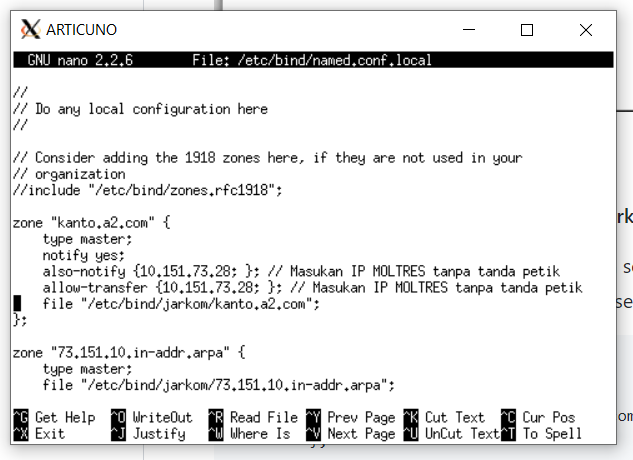 ARTICUNO
GNU nano 2.2.6 File: /etc/bind/named.conf.local
//
// Do any local configuration here
//
// Consider adding the 1918 zones here, if they are not used in your
// organization
//include "/etc/bind/zones.rfc1918";
zone "kanto.a2.com" {
type master;
notify yes;
also-notify {10.151.73.28; }; // Masukan IP MOLTRES tanpa tanda petik
allow-transfer {10.151.73.28; }; // Masukan IP MOLTRES tanpa tanda petik
file "/etc/bind/jarkom/kanto.a2.com";
};
zone "73.151.10.in-addr.arpa" {
type master;
file "/etc/bind/jarkom/73.151.10.in-addr.arpa";
^G Get Help ^O WriteOut ^R Read File ^Y Prev Page ^K Cut Text ^C Cur Pos
^X Exit ^J Justify ^W Where Is ^V Next Page ^U UnCut Text ^T To Spell